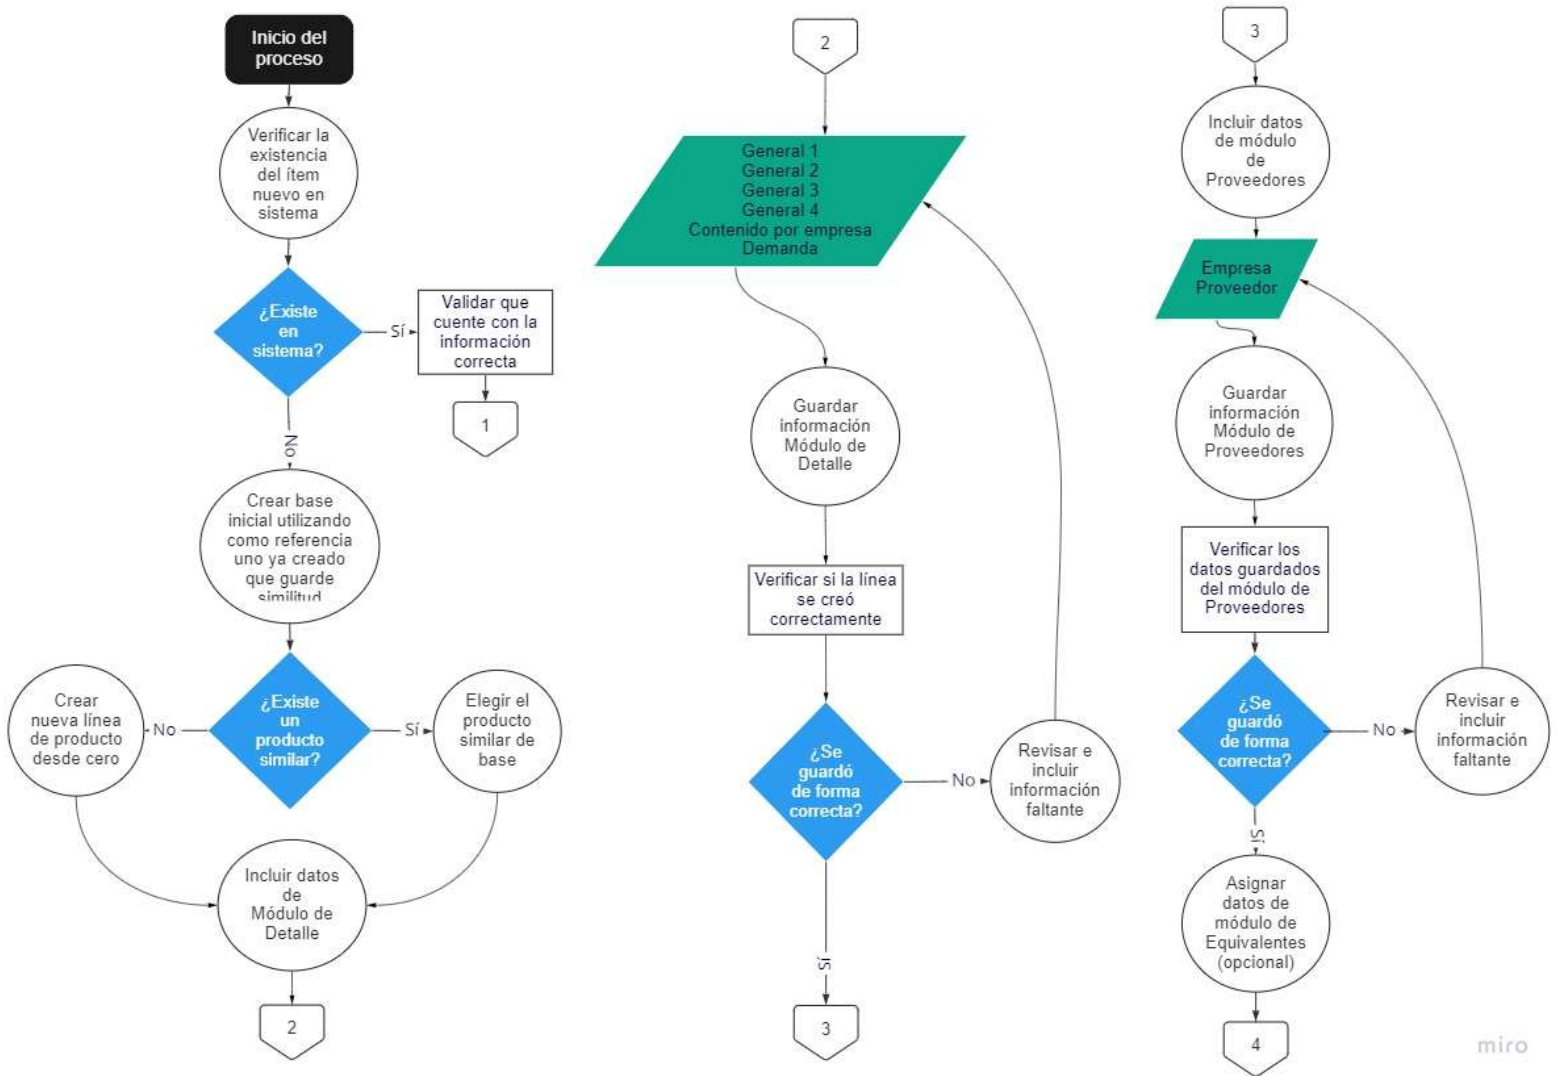 Inicio del
proceso
Verificar la
existencia
del ítem
nuevo en
sistema
¿Existe
en
sistema?
Sí
Validar que
cuente con la
información
correcta
1
No
Crear base
inicial utilizando
como referencia
uno ya creado
que guarde
similitud
¿Existe
un
producto
similar?
No
Crear
nueva línea
de producto
desde cero
Sí
Elegir el
producto
similar de
base
Incluir datos
de
Módulo de
Detalle
2
2
General 1
General 2
General 3
General 4
Contenido por empresa
Demanda
Guardar
información
Módulo de
Detalle
Verificar si la línea
se creó
correctamente
¿Se
guardó
de forma
correcta?
No
Revisar e
incluir
información
faltante
Sí
3
3
Incluir datos
de módulo
de
Proveedores
Empresa
Proveedor
Guardar
información
Módulo de
Proveedores
Verificar los
datos guardados
del módulo de
Proveedores
¿Se
guardó
de forma
correcta?
No
Revisar e
incluir
información
faltante
Sí
Asignar
datos de
módulo de
Equivalentes
(opcional)
4
miro